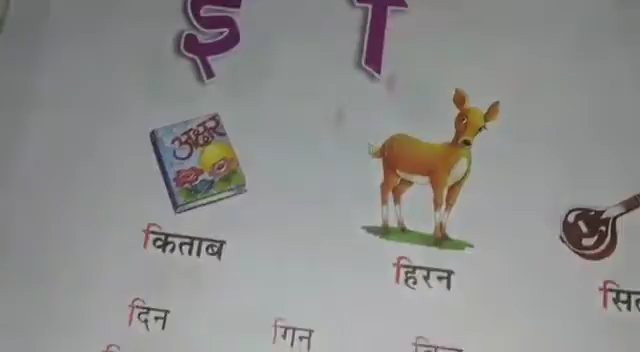 इ ि
अक्षर
किताब हिरन
दिन गिन